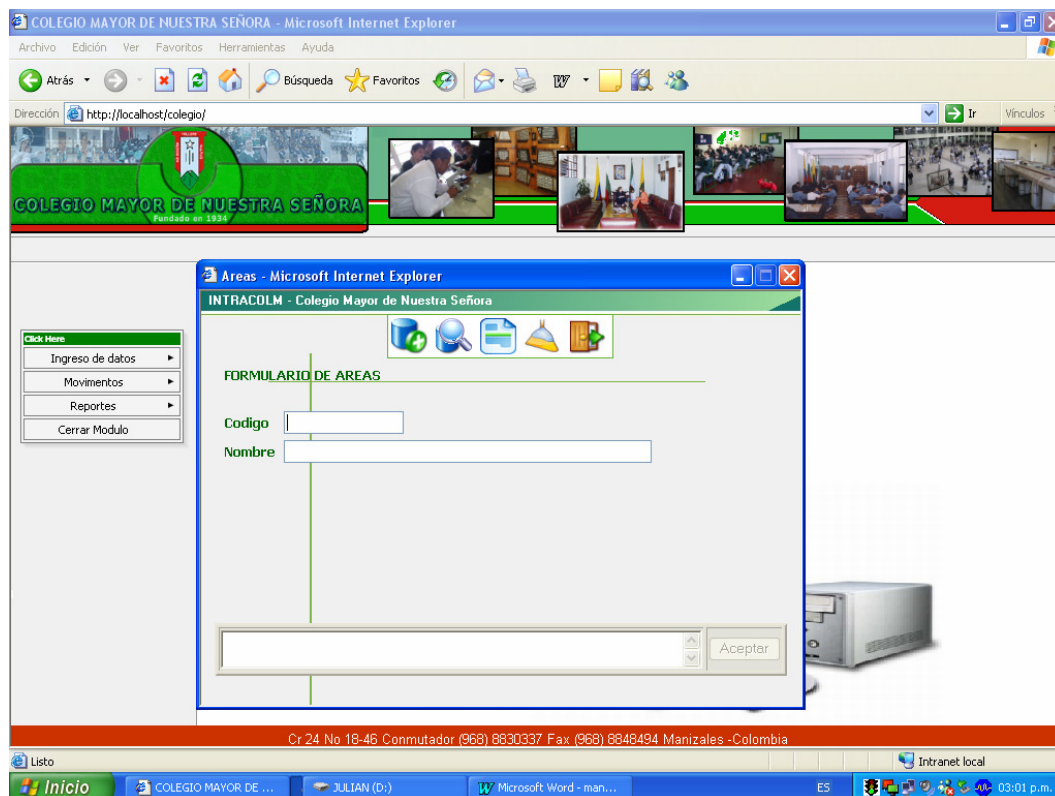 COLEGIO MAYOR DE NUESTRA SEÑORA - Microsoft Internet Explorer
Archivo Edición Ver Favoritos Herramientas Ayuda
Atrás Búsqueda Favoritos
Dirección http://localhost/colegio/ Ir Vínculos
COLEGIO MAYOR DE NUESTRA SEÑORA
Fundado en 1934
Areas - Microsoft Internet Explorer
INTRACOLM - Colegio Mayor de Nuestra Señora
Click Here
Ingreso de datos
Movimentos
Reportes
Cerrar Modulo
FORMULARIO DE AREAS
Codigo
Nombre
Aceptar
Cr 24 No 18-46 Conmutador (968) 8830337 Fax (968) 8848494 Manizales -Colombia
Listo Intranet local
Inicio COLEGIO MAYOR DE ... JULIAN (D:) Microsoft Word - man... ES 03:01 p.m.